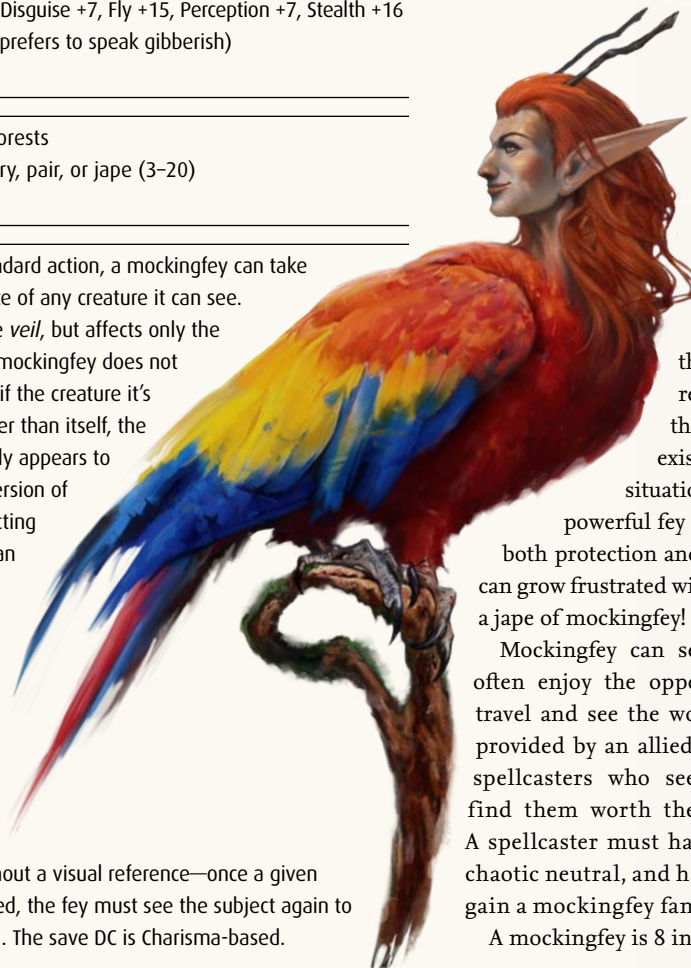 Disguise +7, Fly +15, Perception +7, Stealth +16
prefers to speak gibberish)
orests
ry, pair, or jape (3–20)
ndard action, a mockingfey can take
ce of any creature it can see.
e veil, but affects only the
mockingfey does not
if the creature it’s
er than itself, the
ly appears to
ersion of
cting
an
hout a visual reference—once a given
ed, the fey must see the subject again to
. The save DC is Charisma-based.
th
re
th
exis
situatio
powerful fey
both protection and
can grow frustrated wi
a jape of mockingfey!
Mockingfey can se
often enjoy the oppo
travel and see the wo
provided by an allied
spellcasters who see
find them worth the
A spellcaster must ha
chaotic neutral, and h
gain a mockingfey fam
A mockingfey is 8 in